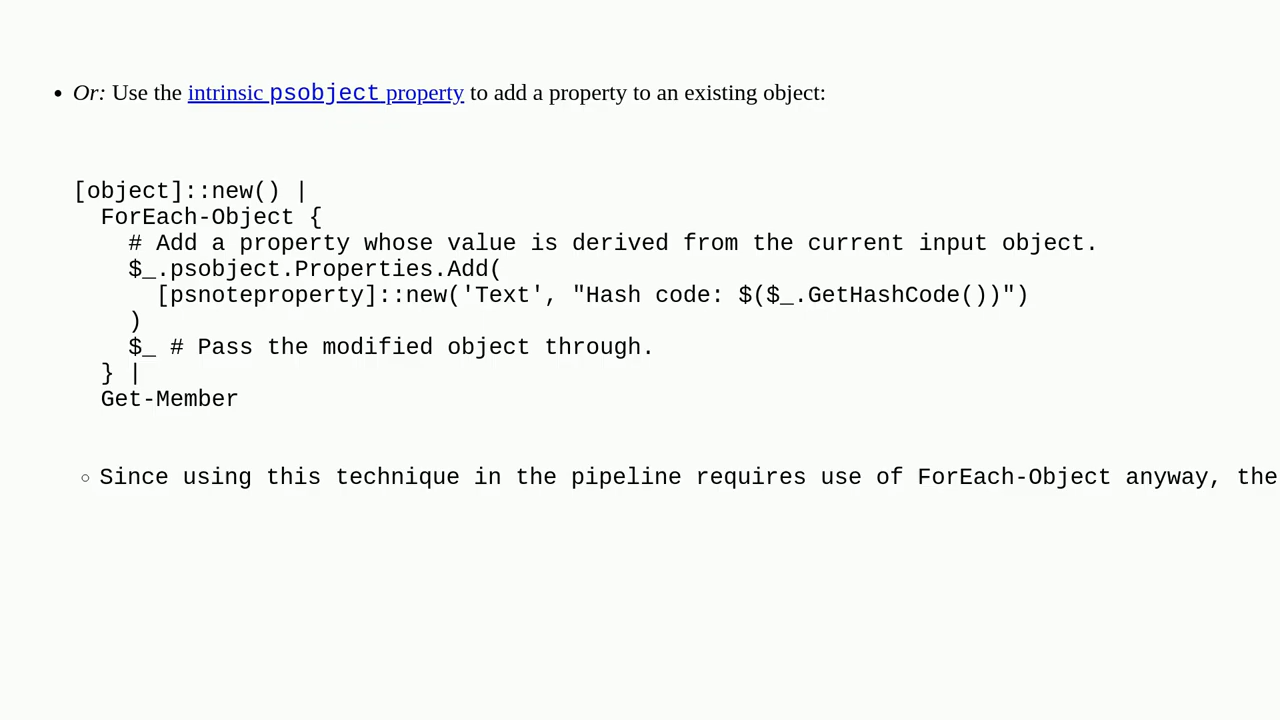 • Or: Use the intrinsic psobject property to add a property to an existing object:
[object]::new() |
  ForEach-Object {
    # Add a property whose value is derived from the current input object.
    $_.psobject.Properties.Add(
      [psnoteproperty]::new('Text', "Hash code: $($_.GetHashCode())")
    )
    $_ # Pass the modified object through.
  } |
  Get-Member
○ Since using this technique in the pipeline requires use of ForEach-Object anyway, the